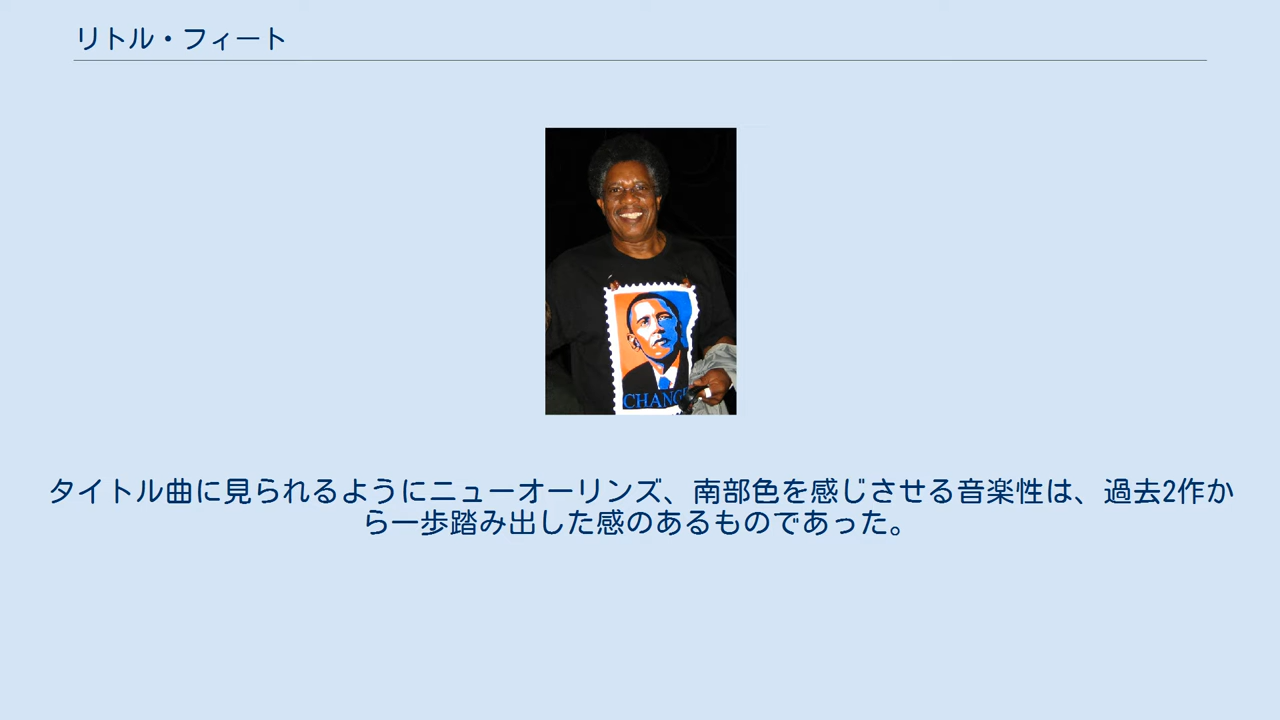 リトル・フィート
CHANGE
タイトル曲に見られるようにニューオーリンズ、南部色を感じさせる音楽性は、過去2作か
ら一歩踏み出した感のあるものであった。